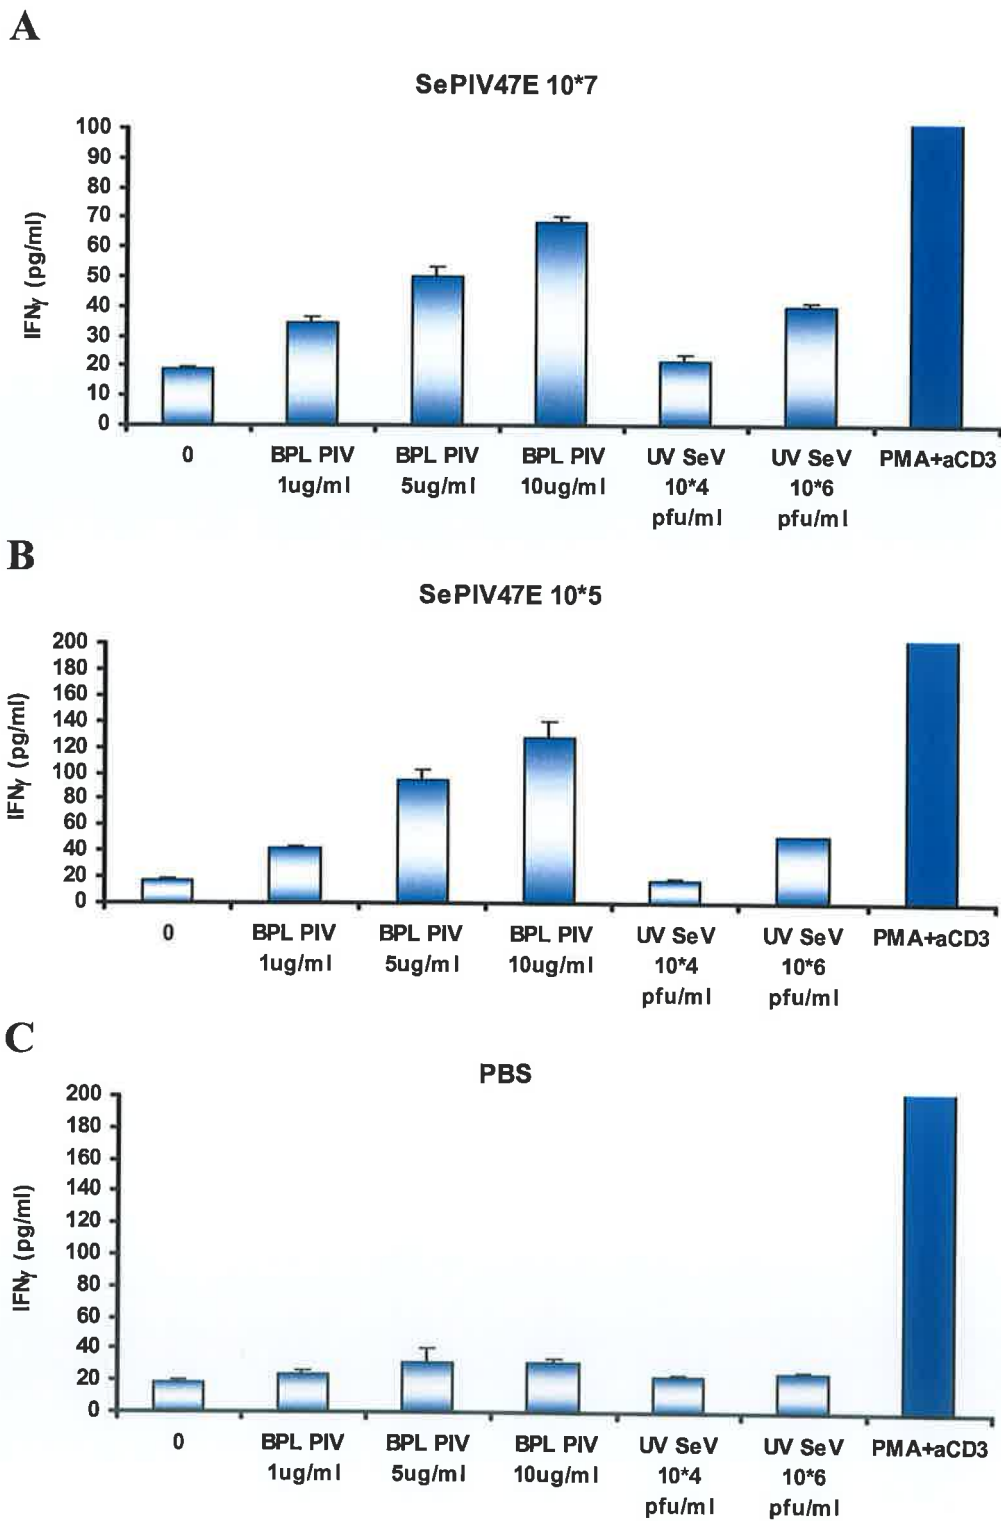 A
SePIV47E 10*7
100
90
80
70
60
50
40
30
20
10
0
IFNγ (pg/ml)
0 BPL PIV BPL PIV BPL PIV UV SeV UV SeV PMA+aCD3
1ug/ml 5ug/ml 10ug/ml 10*4 10*6
pfu/ml pfu/ml
B
SePIV47E 10*5
200
180
160
140
120
100
80
60
40
20
0
IFNγ (pg/ml)
0 BPL PIV BPL PIV BPL PIV UV SeV UV SeV PMA+aCD3
1ug/ml 5ug/ml 10ug/ml 10*4 10*6
pfu/ml pfu/ml
C
PBS
200
180
160
140
120
100
80
60
40
20
0
IFNγ (pg/ml)
0 BPL PIV BPL PIV BPL PIV UV SeV UV SeV PMA+aCD3
1ug/ml 5ug/ml 10ug/ml 10*4 10*6
pfu/ml pfu/ml